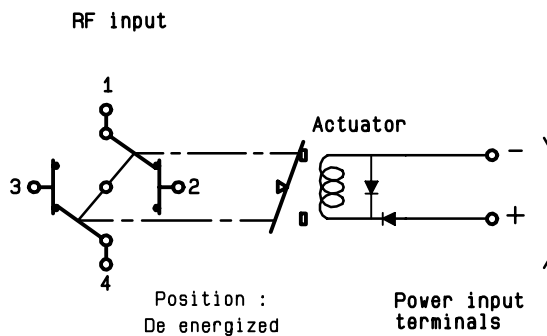 RF input
1
Actuator
-
3
2
+
4
Position :
De energized
Power input
terminals